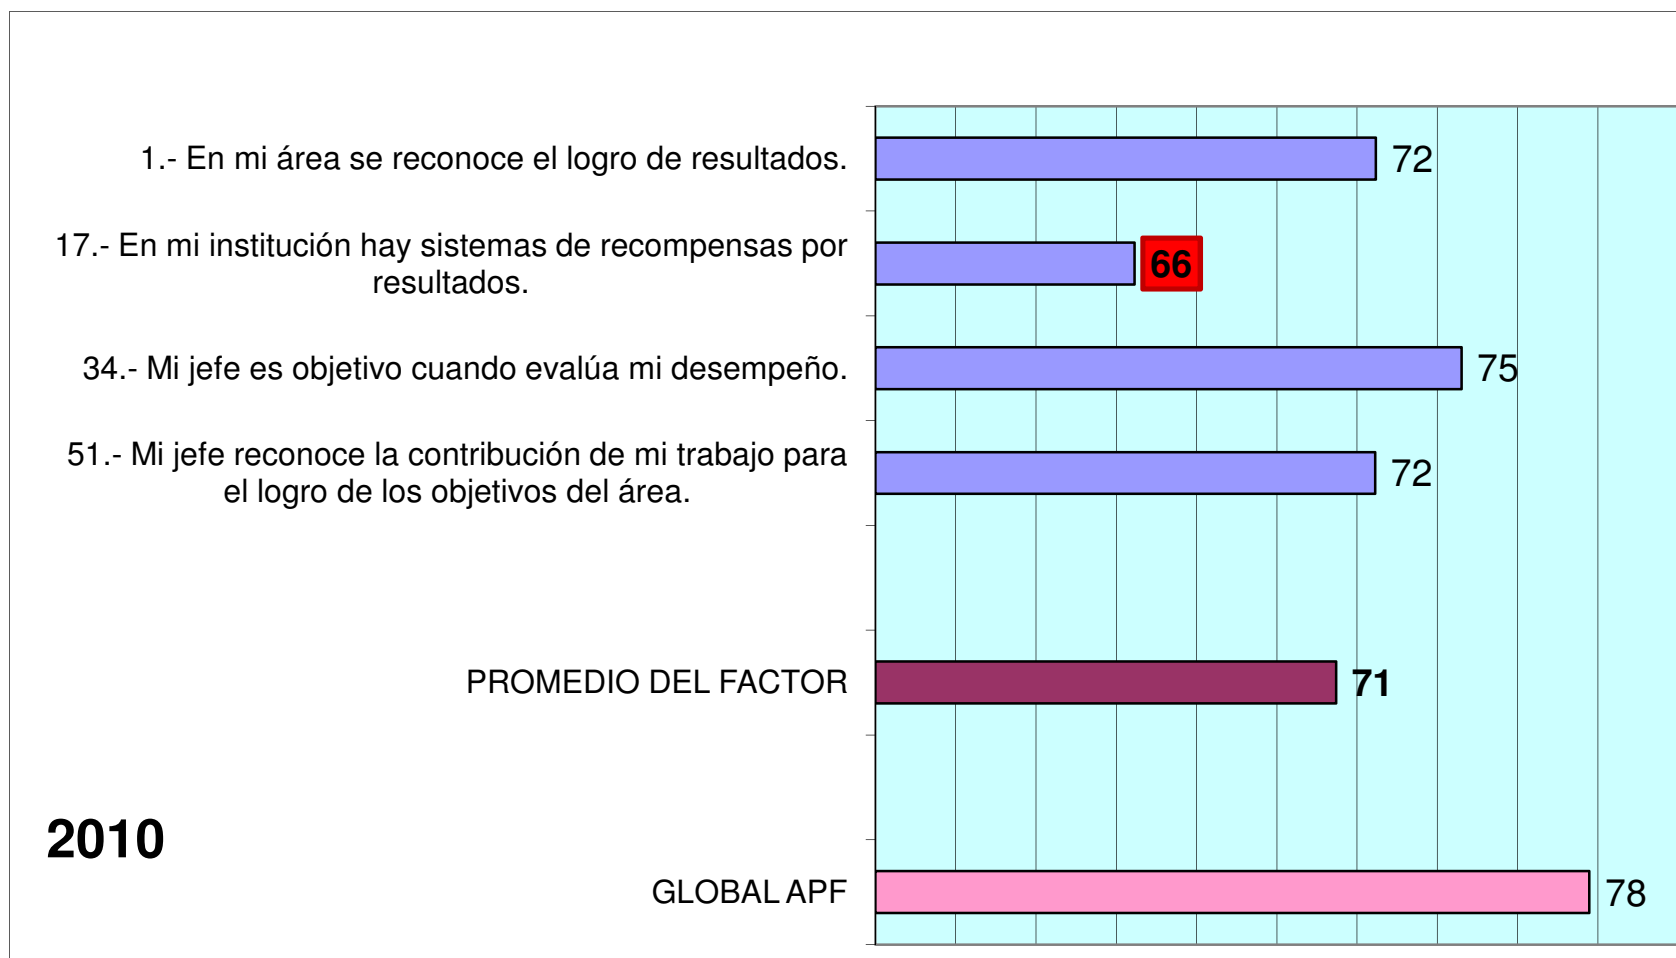 1.- En mi área se reconoce el logro de resultados.
72
17.- En mi institución hay sistemas de recompensas por
resultados.
66
34.- Mi jefe es objetivo cuando evalúa mi desempeño.
75
51.- Mi jefe reconoce la contribución de mi trabajo para
el logro de los objetivos del área.
72
PROMEDIO DEL FACTOR
71
2010
GLOBAL APF
78